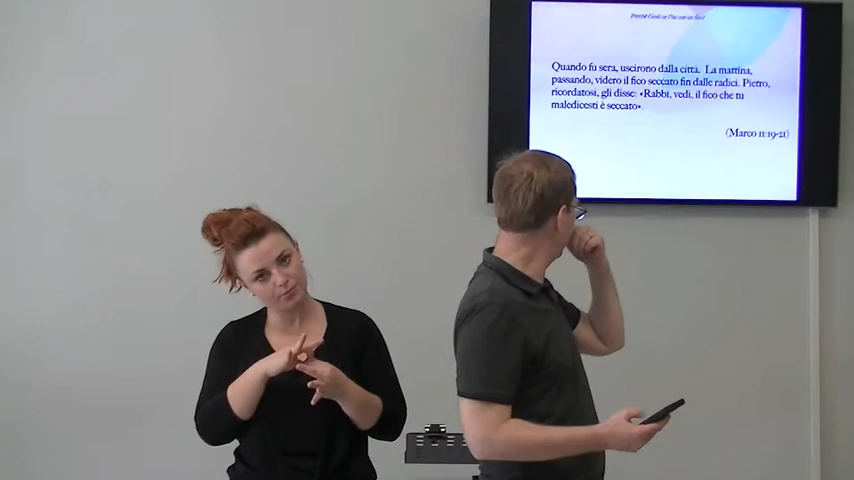 Perché Gesù ce l'ha con un fico?
Quando fu sera, uscirono dalla città. La mattina,
passando, videro il fico seccato fin dalle radici. Pietro,
ricordatosi, gli disse: «Rabbì, vedi, il fico che tu
maledicesti è seccato».
(Marco 11:19-21)